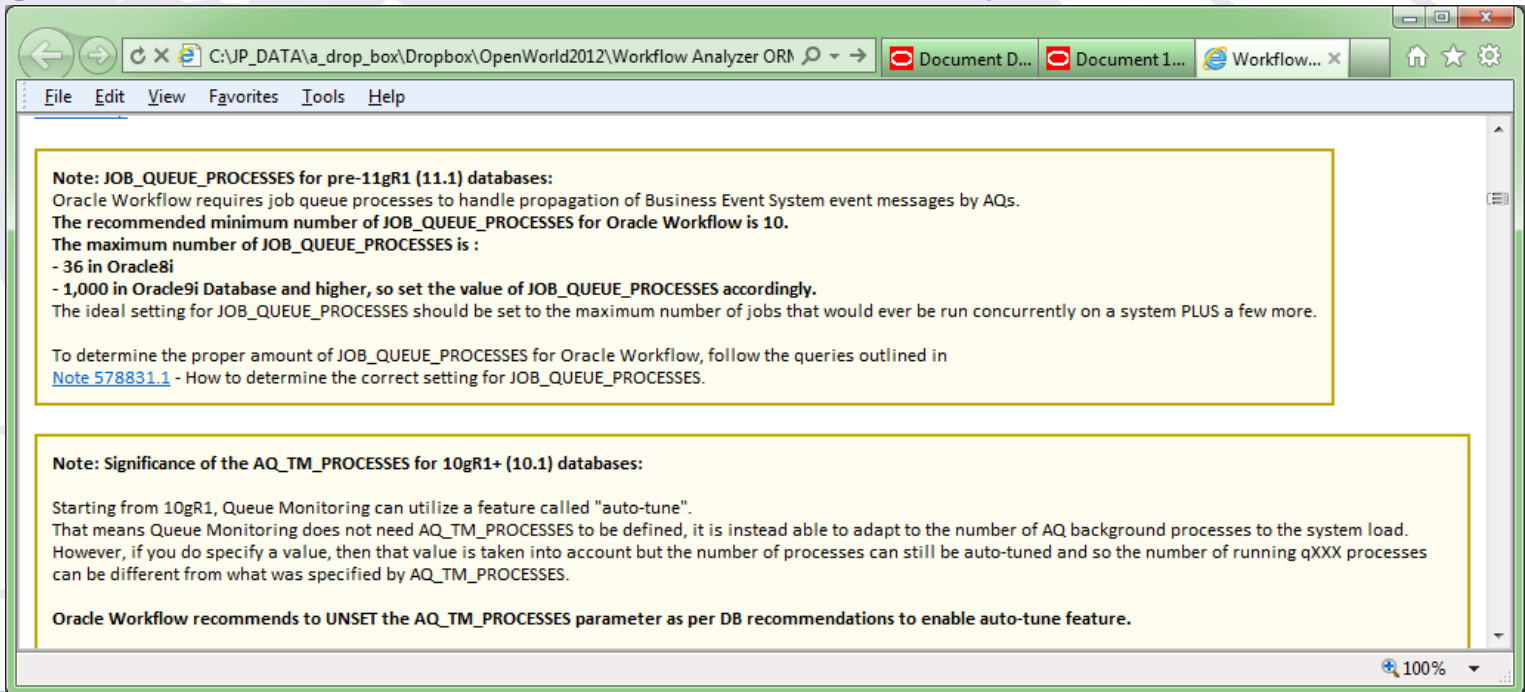 C:\JP_DATA\a_drop_box\Dropbox\OpenWorld2012\Workflow Analyzer ORM
Document D...
Document 1...
Workflow...
File Edit View Favorites Tools Help
Note: JOB_QUEUE_PROCESSES for pre-11gR1 (11.1) databases:
Oracle Workflow requires job queue processes to handle propagation of Business Event System event messages by AQs.
The recommended minimum number of JOB_QUEUE_PROCESSES for Oracle Workflow is 10.
The maximum number of JOB_QUEUE_PROCESSES is :
- 36 in Oracle8i
- 1,000 in Oracle9i Database and higher, so set the value of JOB_QUEUE_PROCESSES accordingly.
The ideal setting for JOB_QUEUE_PROCESSES should be set to the maximum number of jobs that would ever be run concurrently on a system PLUS a few more.
To determine the proper amount of JOB_QUEUE_PROCESSES for Oracle Workflow, follow the queries outlined in
Note 578831.1 - How to determine the correct setting for JOB_QUEUE_PROCESSES.
Note: Significance of the AQ_TM_PROCESSES for 10gR1+ (10.1) databases:
Starting from 10gR1, Queue Monitoring can utilize a feature called "auto-tune".
That means Queue Monitoring does not need AQ_TM_PROCESSES to be defined, it is instead able to adapt to the number of AQ background processes to the system load.
However, if you do specify a value, then that value is taken into account but the number of processes can still be auto-tuned and so the number of running qXXX processes
can be different from what was specified by AQ_TM_PROCESSES.
Oracle Workflow recommends to UNSET the AQ_TM_PROCESSES parameter as per DB recommendations to enable auto-tune feature.
100%